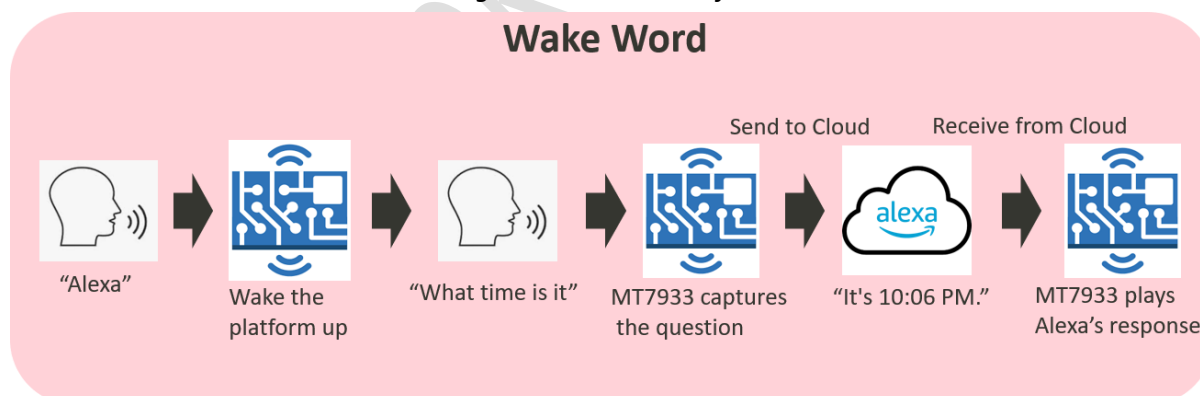 Wake Word
Send to Cloud
Receive from Cloud
alexa
“Alexa”
Wake the
platform up
“What time is it”
MT7933 captures
the question
“It's 10:06 PM.”
MT7933 plays
Alexa’s response